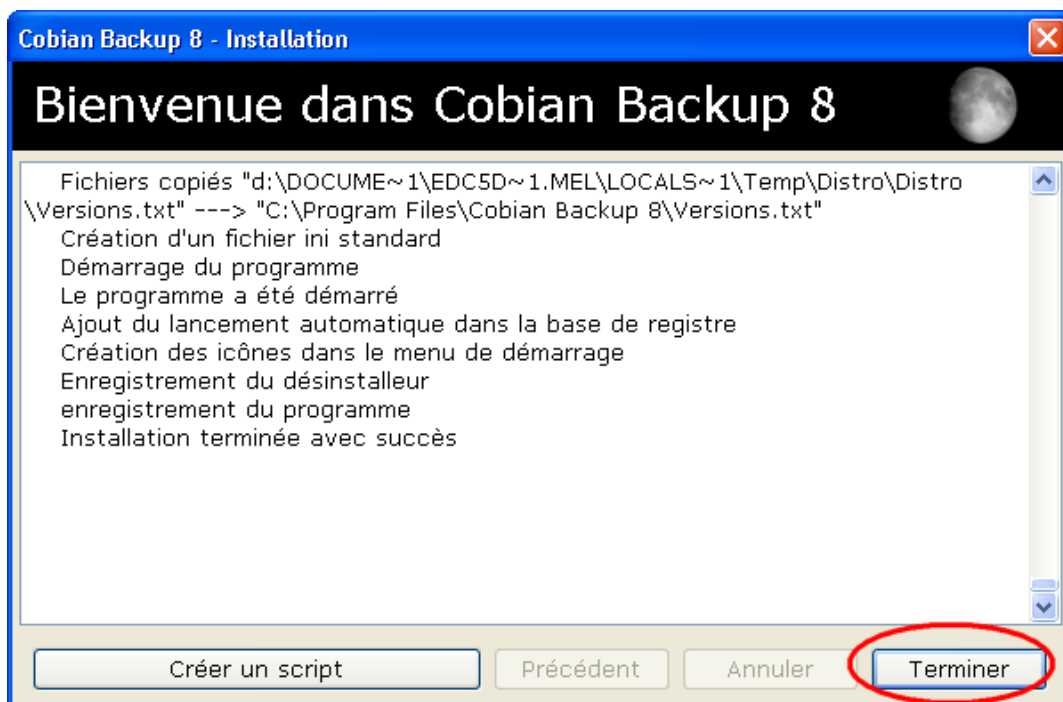 Cobian Backup 8 - Installation
Bienvenue dans Cobian Backup 8
Fichiers copiés "d:\DOCUME~1\EDC5D~1.MEL\LOCALS~1\Temp\Distro\Distro
\Versions.txt" ---> "C:\Program Files\Cobian Backup 8\Versions.txt"
Création d'un fichier ini standard
Démarrage du programme
Le programme a été démarré
Ajout du lancement automatique dans la base de registre
Création des icônes dans le menu de démarrage
Enregistrement du désinstalleur
enregistrement du programme
Installation terminée avec succès
Créer un script
Précédent
Annuler
Terminer